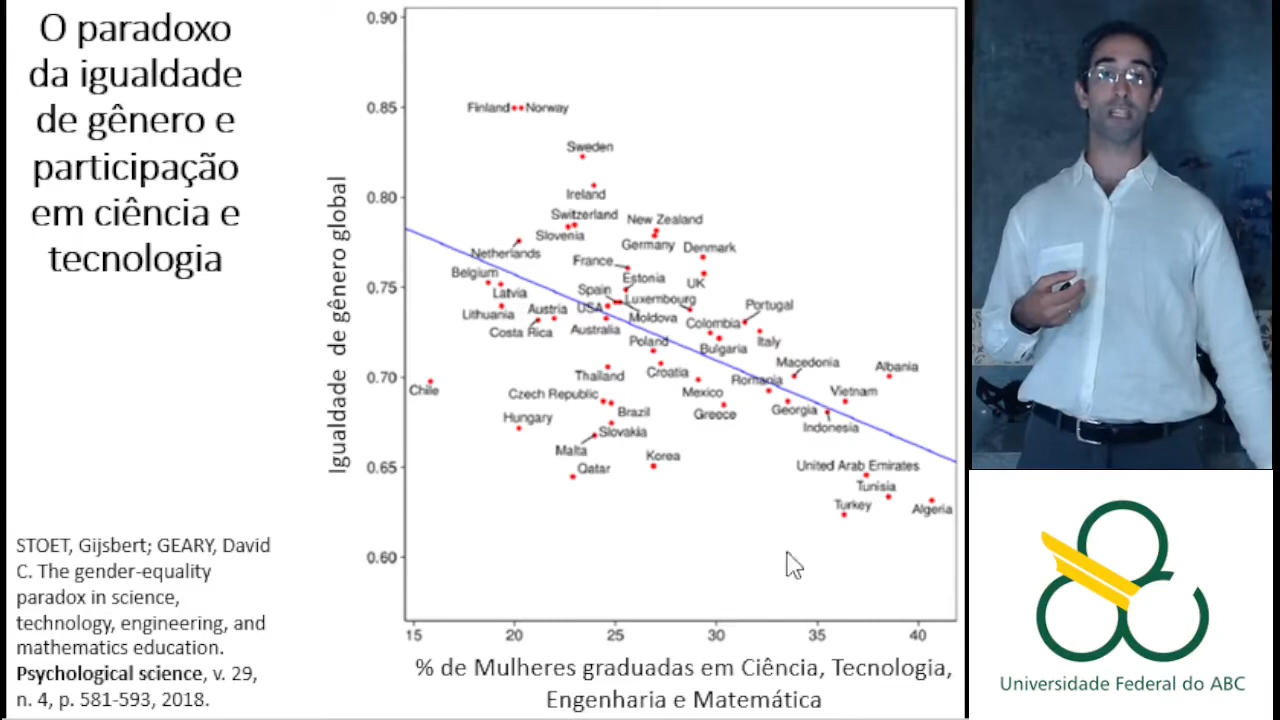 O paradoxo
da igualdade
de gênero e
participação
em ciência e
tecnologia
STOET, Gijsbert; GEARY, David
C. The gender-equality
paradox in science,
technology, engineering, and
mathematics education.
Psychological science, v. 29,
n. 4, p. 581-593, 2018.
Igualdade de gênero global
0.90
0.85
0.80
0.75
0.70
0.65
0.60
Finland Norway
Sweden
Ireland
Switzerland
New Zealand
Slovenia
Germany
Denmark
Netherlands
France
Belgium
Estonia
UK
Latvia
Spain
Luxembourg
Portugal
Lithuania
Austria
USA
Moldova
Colombia
Costa Rica
Australia
Italy
Poland
Bulgaria
Macedonia
Albania
Chile
Thailand
Croatia
Romania
Czech Republic
Mexico
Vietnam
Hungary
Brazil
Greece
Georgia
Slovakia
Indonesia
Malta
Korea
Qatar
United Arab Emirates
Tunisia
Turkey
Algeria
15 20 25 30 35 40
% de Mulheres graduadas em Ciência, Tecnologia,
Engenharia e Matemática
Universidade Federal do ABC